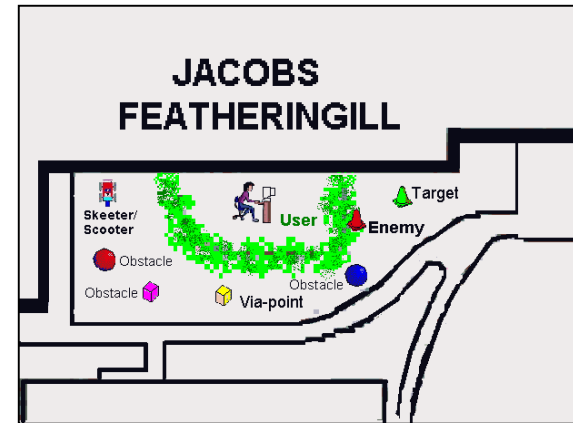 JACOBS
FEATHERINGILL
Skeeter/
Scooter
User
Target
Enemy
Obstacle
Obstacle
Obstacle
Via-point